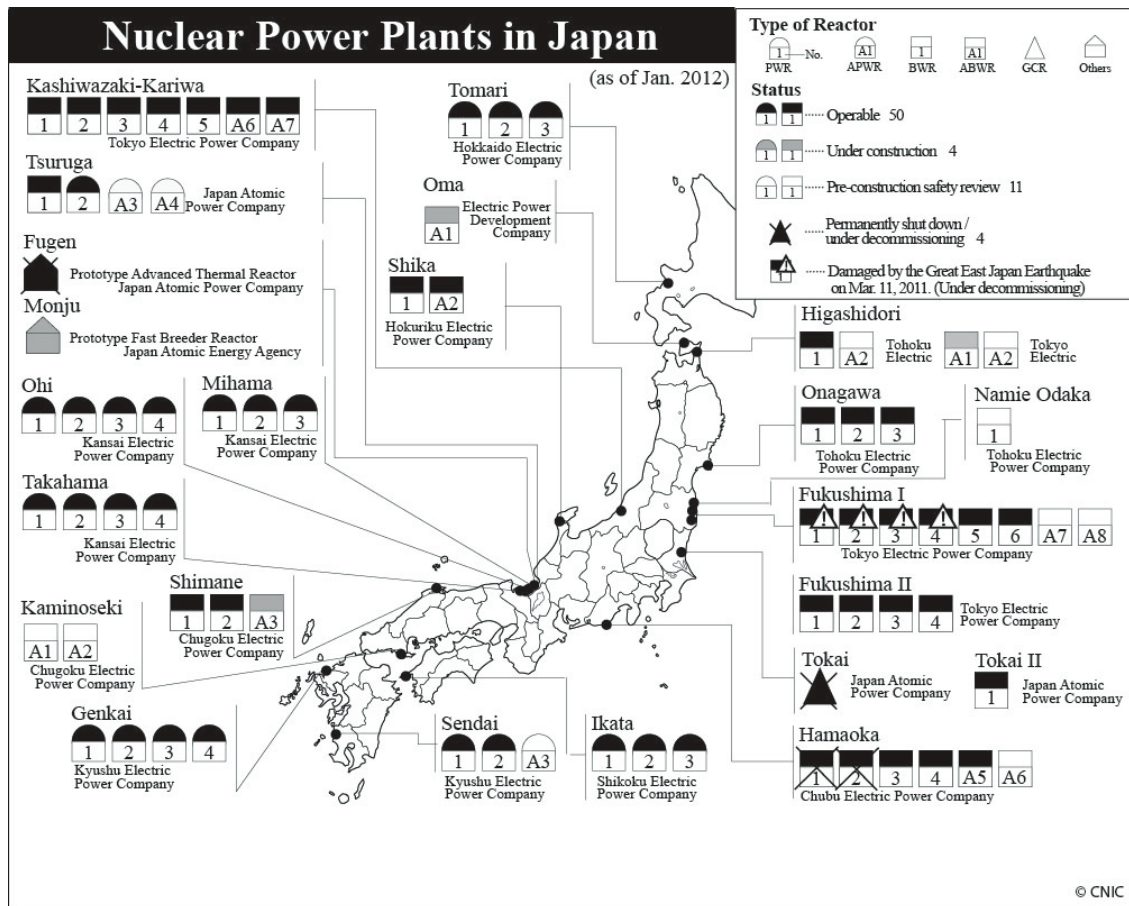 Nuclear Power Plants in Japan
(as of Jan. 2012)
Type of Reactor
1 No. A1 1 A1
PWR APWR BWR ABWR GCR Others
Status
1 1 ······ Operable 50
1 1 ······ Under construction 4
1 1 ······ Pre-construction safety review 11
······ Permanently shut down /
under decommissioning 4
1 ······ Damaged by the Great East Japan Earthquake
on Mar. 11, 2011. (Under decommissioning)
Kashiwazaki-Kariwa
1 2 3 4 5 A6 A7
Tokyo Electric Power Company
Tsuruga
1 2 A3 A4
Japan Atomic
Power Company
Fugen
Prototype Advanced Thermal Reactor
Japan Atomic Power Company
Monju
Prototype Fast Breeder Reactor
Japan Atomic Energy Agency
Ohi
1 2 3 4
Kansai Electric
Power Company
Mihama
1 2 3
Kansai Electric
Power Company
Takahama
1 2 3 4
Kansai Electric
Power Company
Shimane
1 2 A3
Chugoku Electric
Power Company
Kaminoseki
A1 A2
Chugoku Electric
Power Company
Genkai
1 2 3 4
Kyushu Electric
Power Company
Tomari
1 2 3
Hokkaido Electric
Power Company
Oma
A1
Electric Power
Development
Company
Shika
1 A2
Hokuriku Electric
Power Company
Sendai
1 2 A3
Kyushu Electric
Power Company
Ikata
1 2 3
Shikoku Electric
Power Company
Higashidori
1 A2 Tohoku
Electric
A1 A2 Tokyo
Electric
Onagawa
1 2 3
Tohoku Electric
Power Company
Namie Odaka
1
Tohoku Electric
Power Company
Fukushima I
1 2 3 4 5 6 A7 A8
Tokyo Electric Power Company
Fukushima II
1 2 3 4
Tokyo Electric
Power Company
Tokai
Japan Atomic
Power Company
Tokai II
1
Japan Atomic
Power Company
Hamaoka
1 2 3 4 A5 A6
Chubu Electric Power Company
© CNIC